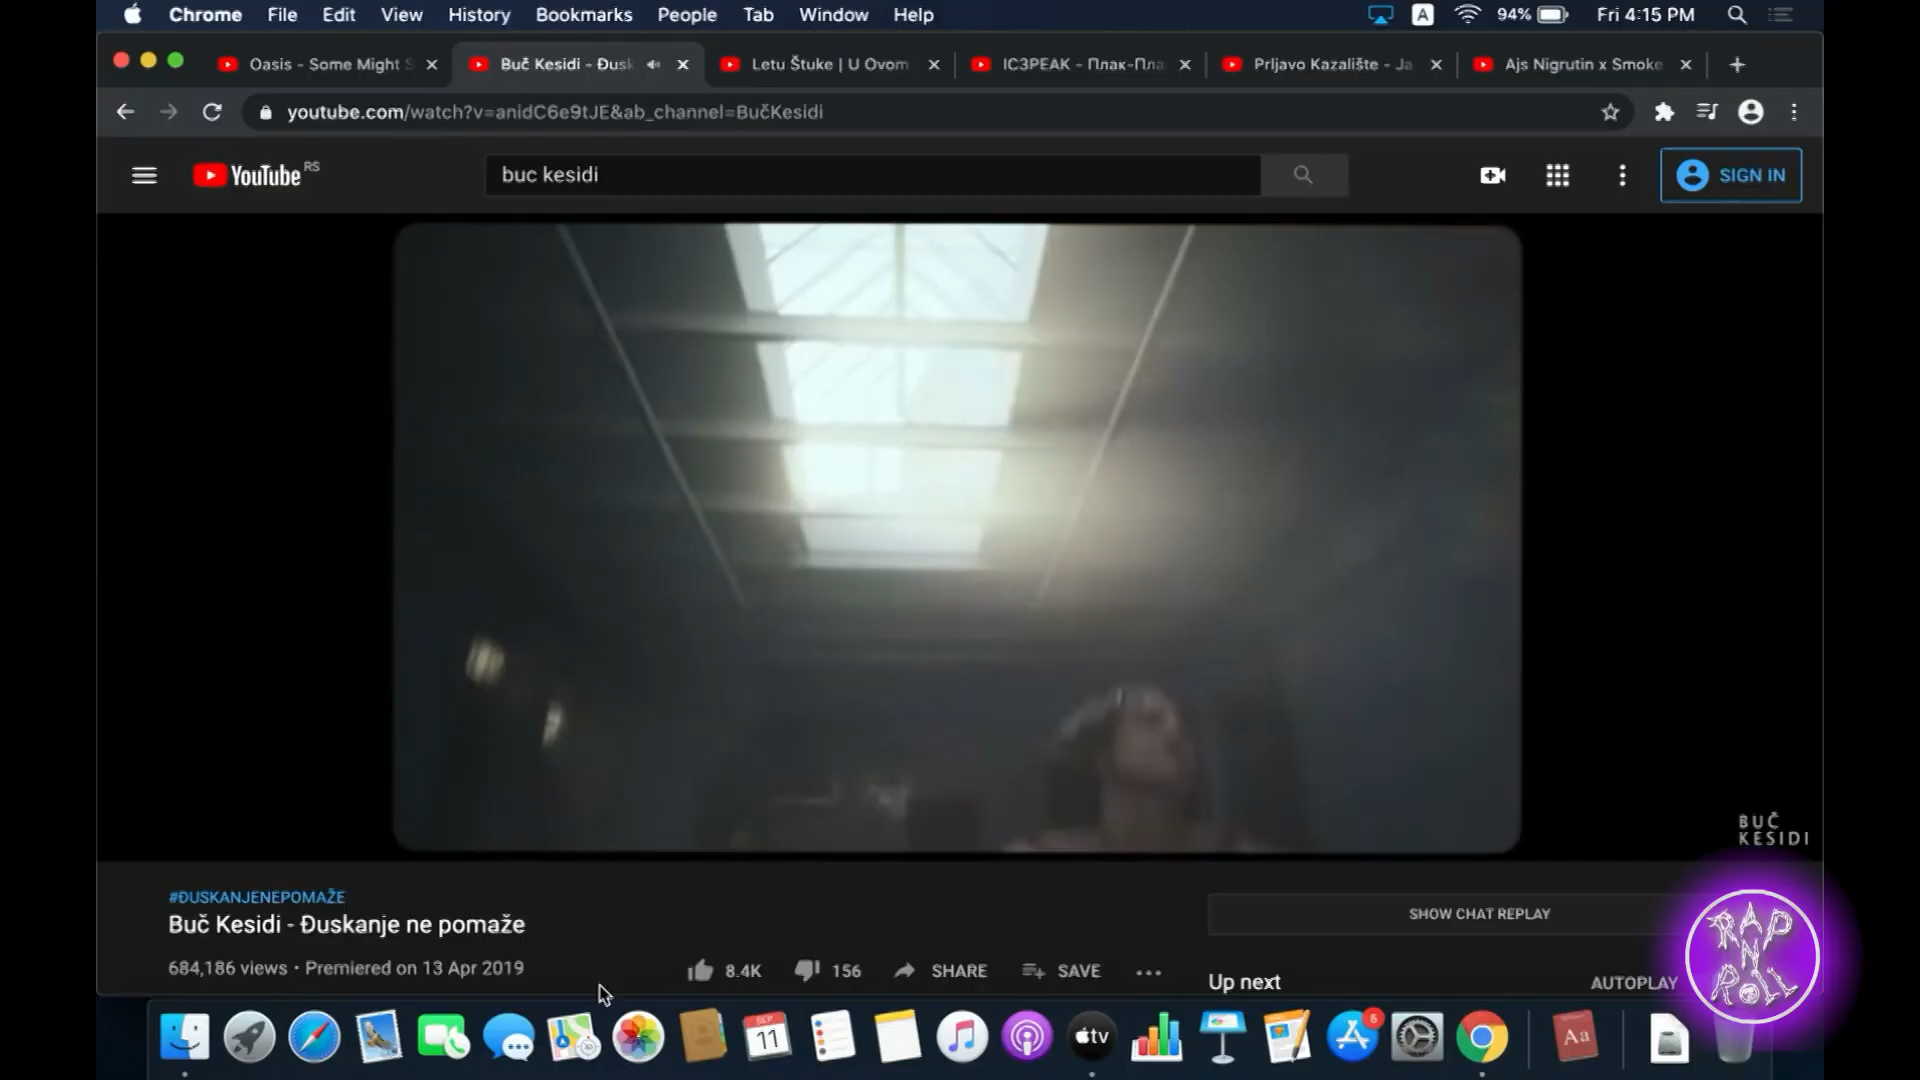 Chrome File Edit View History Bookmarks People Tab Window Help A 94% Fri 4:15 PM
Oasis - Some Might S Buč Kesidi - Đusk Letu Štuke | U Ovom IC3PEAK - Плак-Пла Prljavo Kazalište - Ja Ajs Nigrutin x Smoke
youtube.com/watch?v=anidC6e9tJE&ab_channel=BučKesidi
YouTube RS buc kesidi SIGN IN
BUČ
KESIDI
#ĐUSKANJENEPOMAŽE
Buč Kesidi - Đuskanje ne pomaže
SHOW CHAT REPLAY
684,186 views • Premiered on 13 Apr 2019
8.4K 156 SHARE SAVE
Up next AUTOPLAY
RAP
N
ROLL
SEP
11
tv
Aa